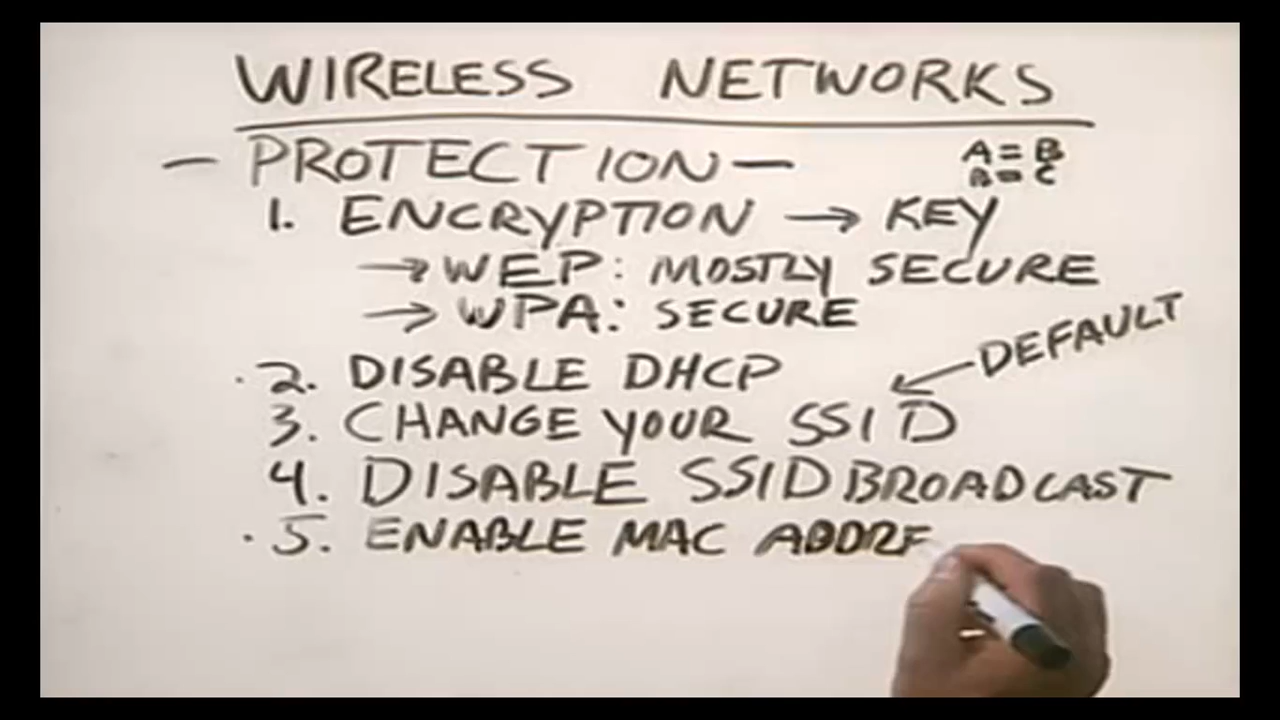 WIRELESS NETWORKS
— PROTECTION —
A = B
B = C
1. ENCRYPTION → KEY
→ WEP: MOSTLY SECURE
→ WPA: SECURE
DEFAULT
· 2. DISABLE DHCP
3. CHANGE YOUR SSID
4. DISABLE SSID BROADCAST
· 5. ENABLE MAC ADDRE